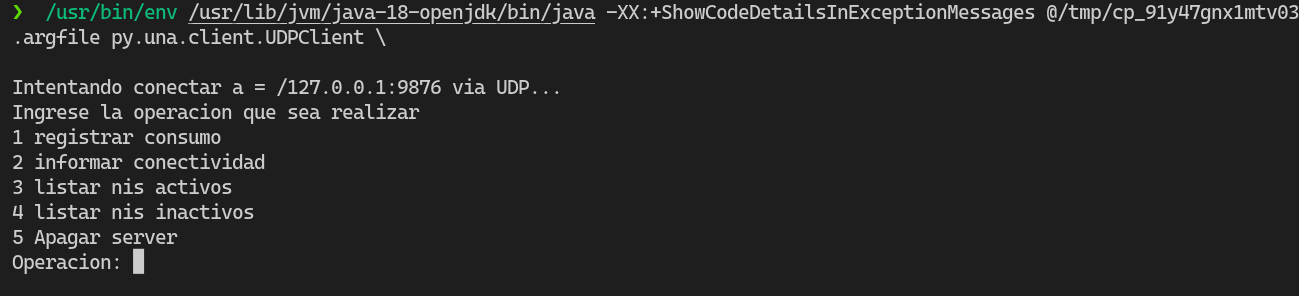 ❯ /usr/bin/env /usr/lib/jvm/java-18-openjdk/bin/java -XX:+ShowCodeDetailsInExceptionMessages @/tmp/cp_91y47gnx1mtv03
.argfile py.una.client.UDPClient \
Intentando conectar a = /127.0.0.1:9876 via UDP...
Ingrese la operacion que sea realizar
1 registrar consumo
2 informar conectividad
3 listar nis activos
4 listar nis inactivos
5 Apagar server
Operacion: